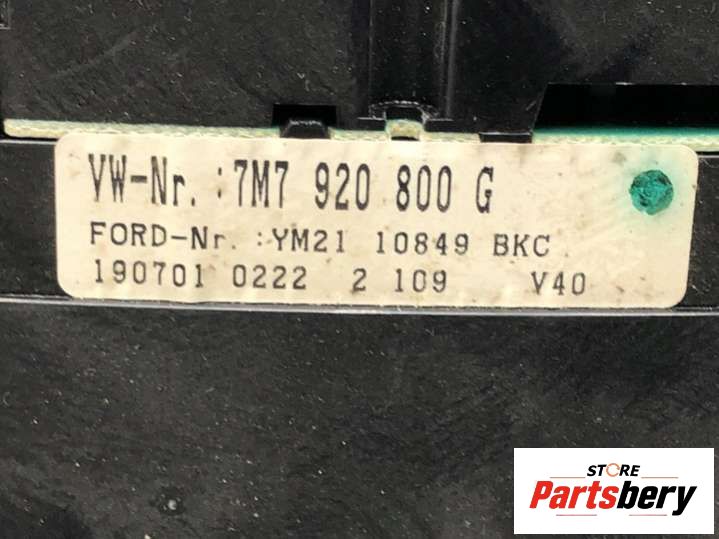 VW-Nr. :7M7 920 800 G
FORD-Nr. :YM21 10849 BKC
190701 0222 2 109 V40
STORE
Partsbery